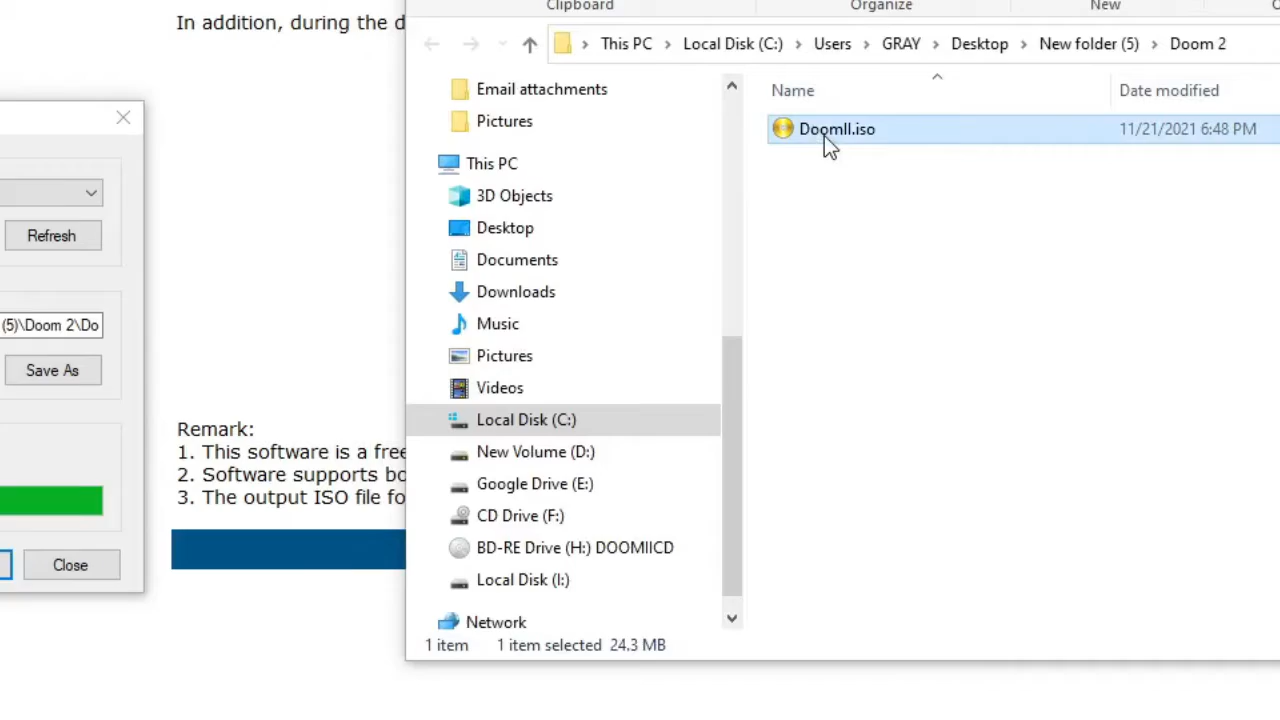 In addition, during the d
Refresh
(5)\Doom 2\Do
Save As
Close
Remark:
1. This software is a free
2. Software supports bo
3. The output ISO file fo
Clipboard
Organize
New
This PC > Local Disk (C:) > Users > GRAY > Desktop > New folder (5) > Doom 2
Email attachments
Pictures
This PC
3D Objects
Desktop
Documents
Downloads
Music
Pictures
Videos
Local Disk (C:)
New Volume (D:)
Google Drive (E:)
CD Drive (F:)
BD-RE Drive (H:) DOOMIICD
Local Disk (I:)
Network
Name Date modified
DoomII.iso 11/21/2021 6:48 PM
1 item 1 item selected 24.3 MB